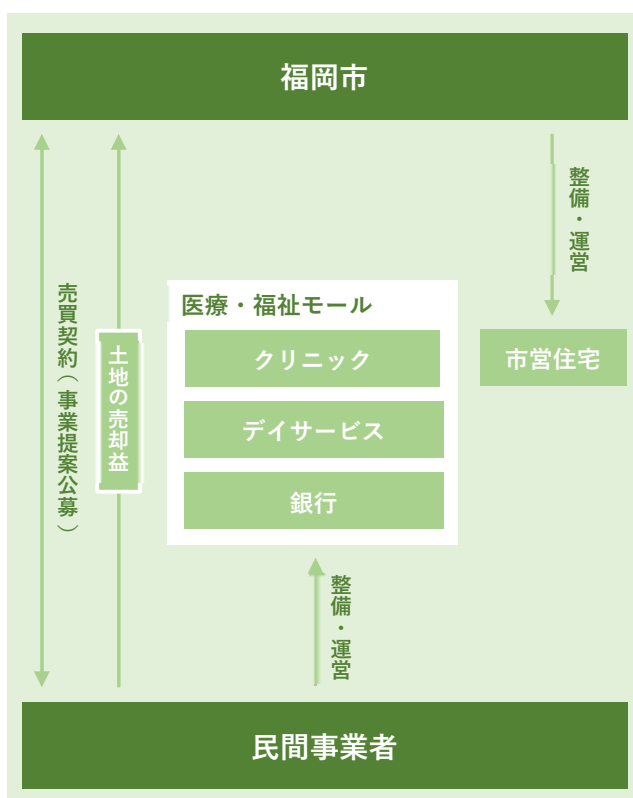 福岡市
整備・運営
売買契約(事業提案公募)
土地の売却益
医療・福祉モール
クリニック
デイサービス
銀行
市営住宅
整備・運営
民間事業者